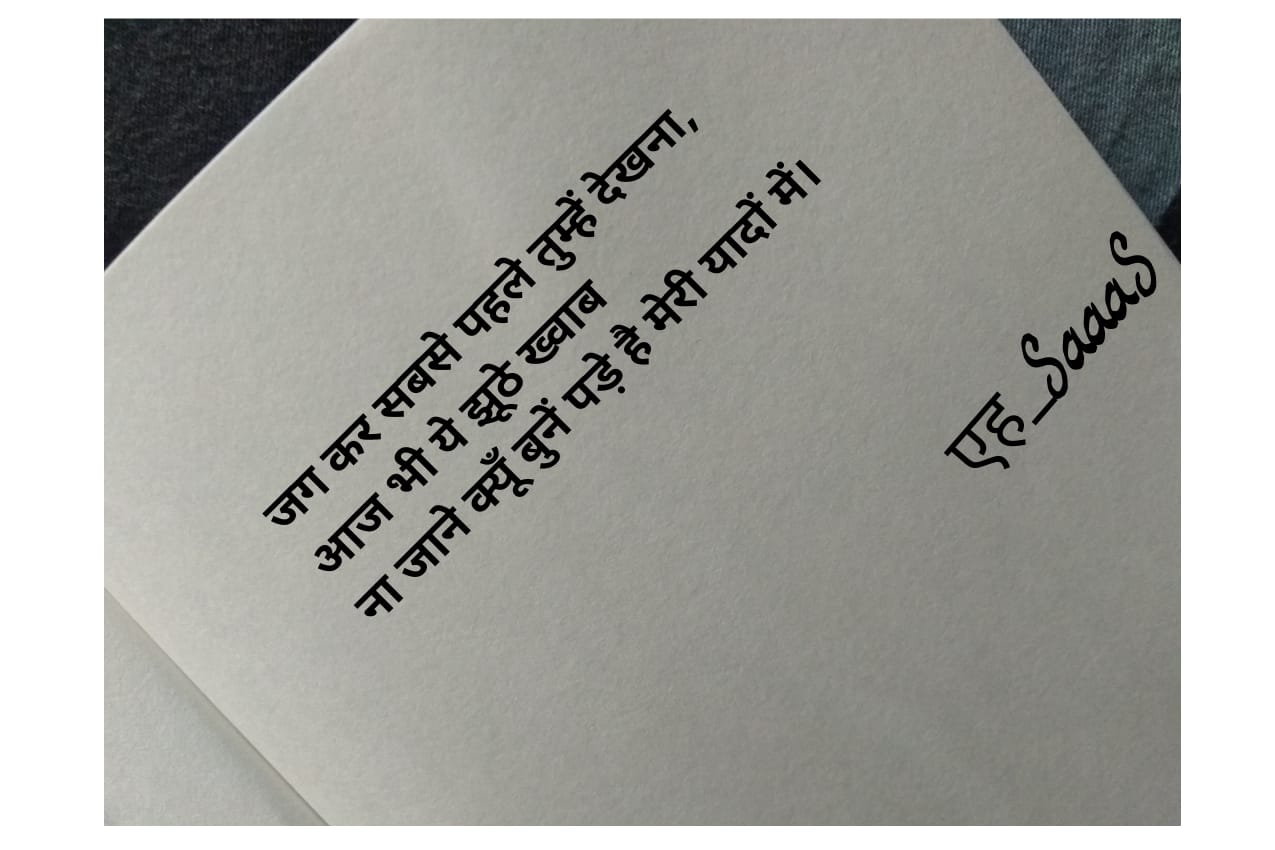 जग कर सबसे पहले तुम्हें देखना,
आज भी ये झूठे ख्वाब
ना जाने क्यूँ बुनें पड़े है मेरी यादों में।
एह_SaaaS